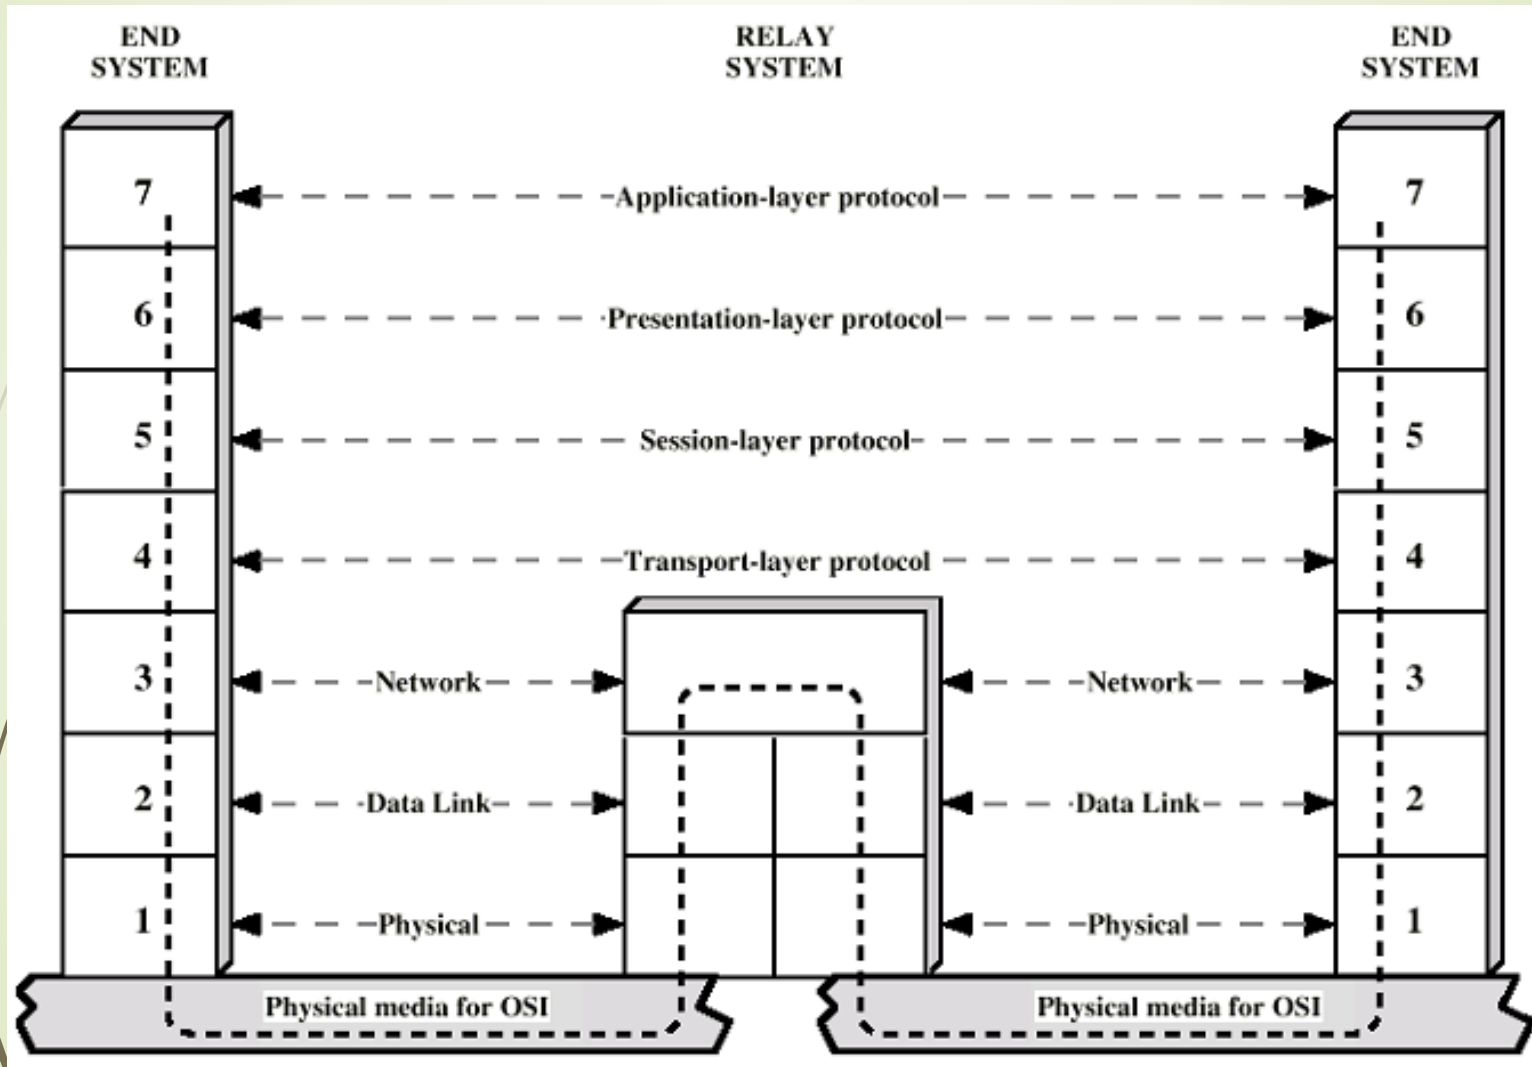 END
SYSTEM
RELAY
SYSTEM
END
SYSTEM
7
Application-layer protocol
7
6
Presentation-layer protocol
6
5
Session-layer protocol
5
4
Transport-layer protocol
4
3
Network
Network
3
2
Data Link
Data Link
2
1
Physical
Physical
1
Physical media for OSI
Physical media for OSI